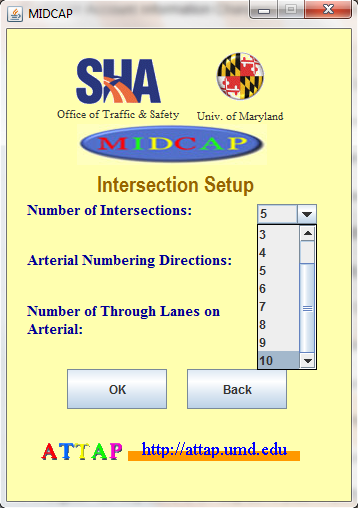 MIDCAP
SHA
Office of Traffic & Safety
Univ. of Maryland
MIDCAP
Intersection Setup
Number of Intersections:
5
3
4
5
Arterial Numbering Directions:
6
7
8
Number of Through Lanes on
Arterial:
9
10
OK
Back
ATTAP
http://attap.umd.edu